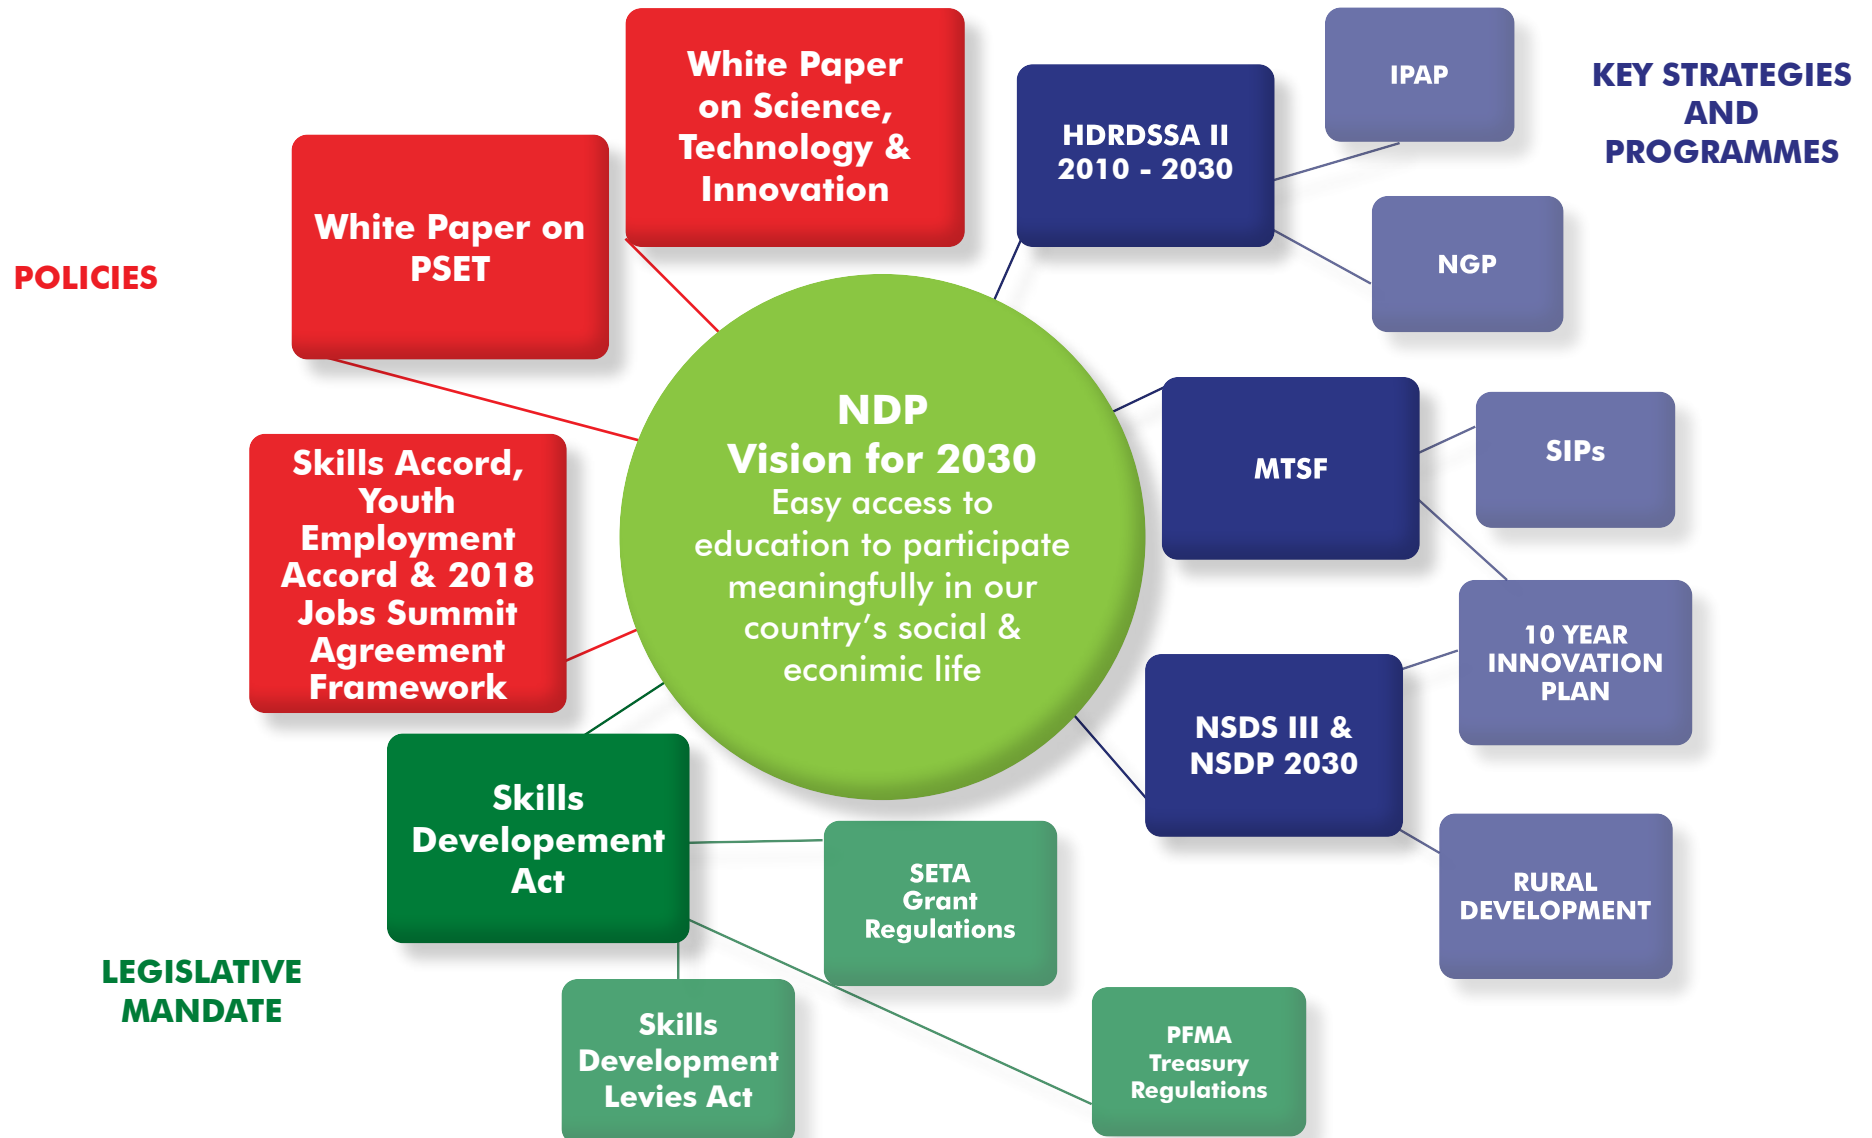 POLICIES
White Paper on
PSET
White Paper
on Science,
Technology &
Innovation
Skills Accord,
Youth
Employment
Accord & 2018
Jobs Summit
Agreement
Framework
NDP
Vision for 2030
Easy access to
education to participate
meaningfully in our
country’s social &
econimic life
KEY STRATEGIES
AND
PROGRAMMES
HDRDSSA II
2010 - 2030
IPAP
NGP
MTSF
SIPs
10 YEAR
INNOVATION
PLAN
NSDS III &
NSDP 2030
RURAL
DEVELOPMENT
LEGISLATIVE
MANDATE
Skills
Developement
Act
SETA
Grant
Regulations
Skills
Development
Levies Act
PFMA
Treasury
Regulations